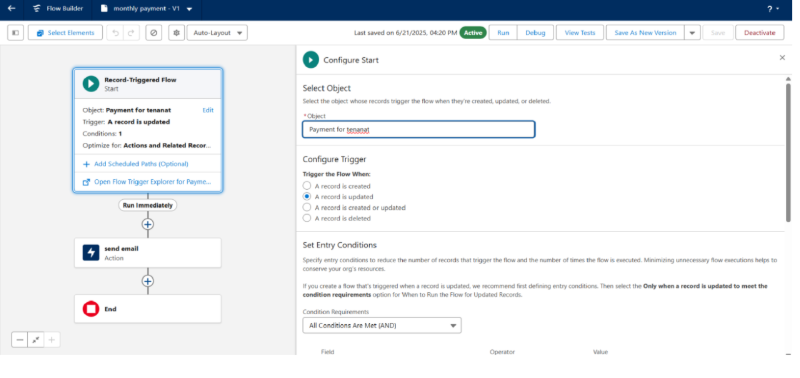 Flow Builder
monthly payment - V1
?
Select Elements
Auto-Layout
Last saved on 6/21/2025, 04:20 PM
Active
Run
Debug
View Tests
Save As New Version
Save
Deactivate
Record-Triggered Flow
Start
Object: Payment for tenanat
Edit
Trigger: A record is updated
Conditions: 1
Optimize for: Actions and Related Recor...
+ Add Scheduled Paths (Optional)
Open Flow Trigger Explorer for Payme...
Run Immediately
send email
Action
End
Configure Start
Select Object
Select the object whose records trigger the flow when they're created, updated, or deleted.
* Object
Payment for tenanat
Configure Trigger
Trigger the Flow When:
A record is created
A record is updated
A record is created or updated
A record is deleted
Set Entry Conditions
Specify entry conditions to reduce the number of records that trigger the flow and the number of times the flow is executed. Minimizing unnecessary flow executions helps to
conserve your org's resources.
If you create a flow that's triggered when a record is updated, we recommend first defining entry conditions. Then select the Only when a record is updated to meet the
condition requirements option for When to Run the Flow for Updated Records.
Condition Requirements
All Conditions Are Met (AND)
Field
Operator
Value